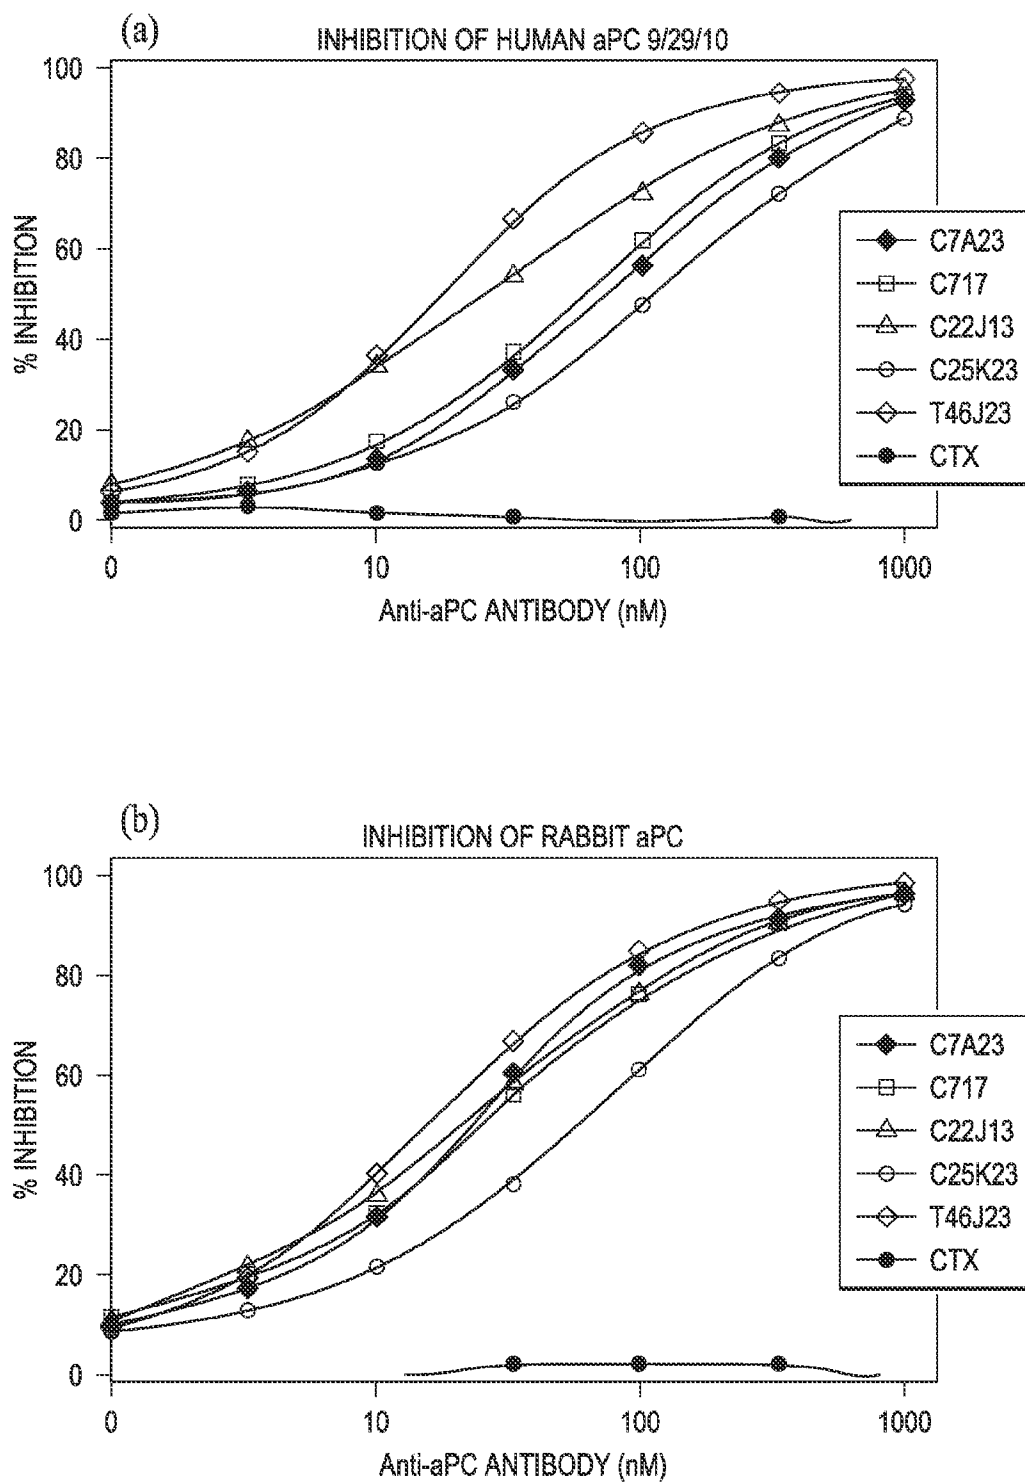 (a)
INHIBITION OF HUMAN aPC 9/29/10
100
80
60
40
20
0
% INHIBITION
0
10
100
1000
Anti-aPC ANTIBODY (nM)
C7A23
C717
C22J13
C25K23
T46J23
CTX
(b)
INHIBITION OF RABBIT aPC
100
80
60
40
20
0
% INHIBITION
0
10
100
1000
Anti-aPC ANTIBODY (nM)
C7A23
C717
C22J13
C25K23
T46J23
CTX